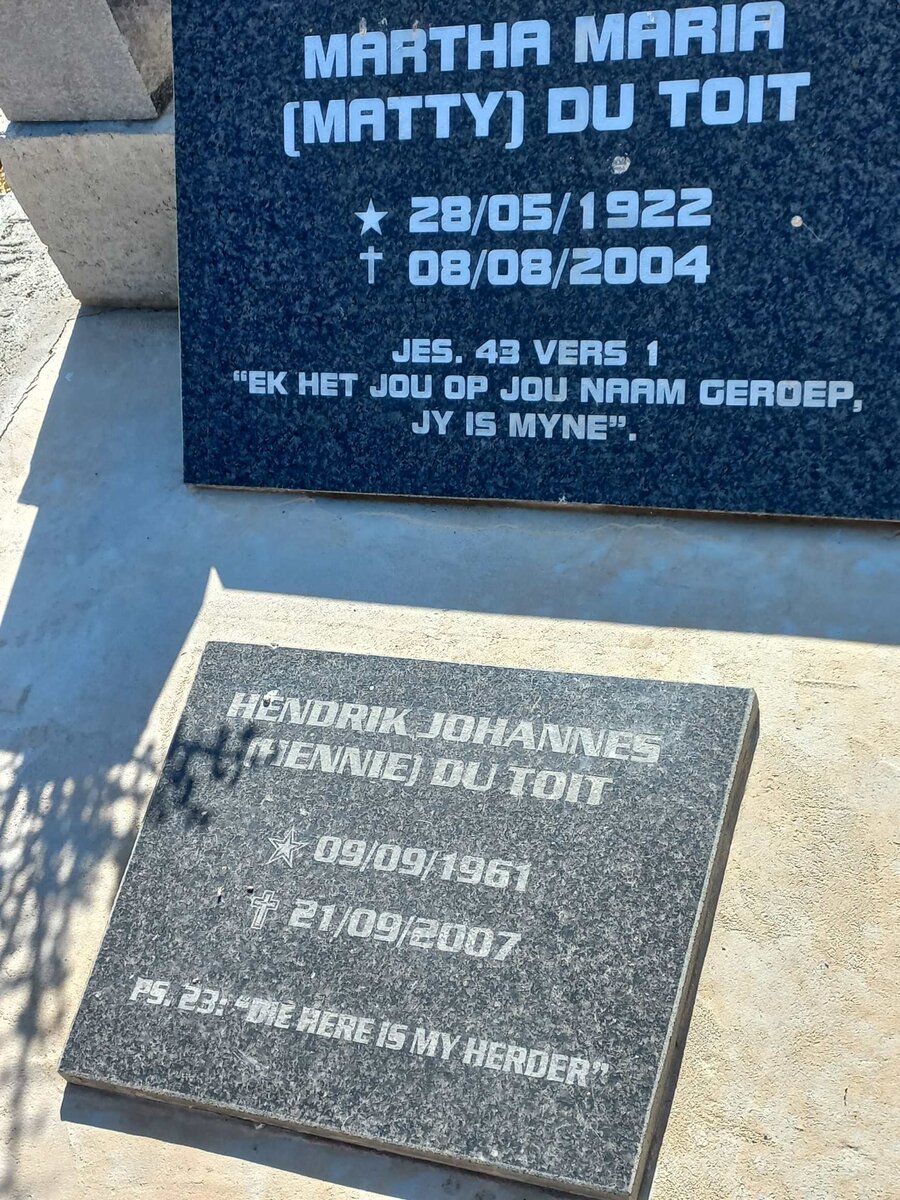 MARTHA MARIA
(MATTY) DU TOIT
★ 28/05/1922
✝ 08/08/2004
JES. 43 VERS 1
“EK HET JOU OP JOU NAAM GEROEP,
JY IS MYNE”.
HENDRIK JOHANNES
(HENNIE) DU TOIT
☆ 09/09/1961
✝ 21/09/2007
PS. 23: “DIE HERE IS MY HERDER”